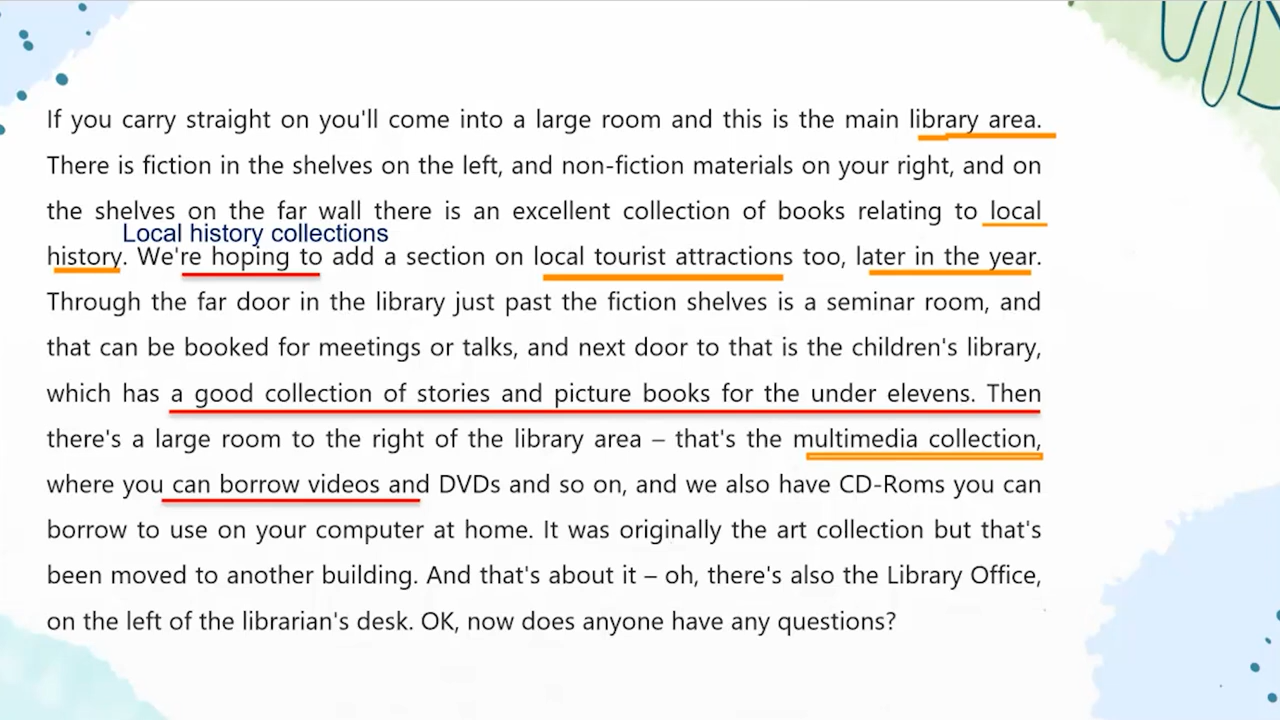 If you carry straight on you'll come into a large room and this is the main library area.
There is fiction in the shelves on the left, and non-fiction materials on your right, and on
the shelves on the far wall there is an excellent collection of books relating to local
Local history collections
history. We're hoping to add a section on local tourist attractions too, later in the year.
Through the far door in the library just past the fiction shelves is a seminar room, and
that can be booked for meetings or talks, and next door to that is the children's library,
which has a good collection of stories and picture books for the under elevens. Then
there's a large room to the right of the library area – that's the multimedia collection,
where you can borrow videos and DVDs and so on, and we also have CD-Roms you can
borrow to use on your computer at home. It was originally the art collection but that's
been moved to another building. And that's about it – oh, there's also the Library Office,
on the left of the librarian's desk. OK, now does anyone have any questions?